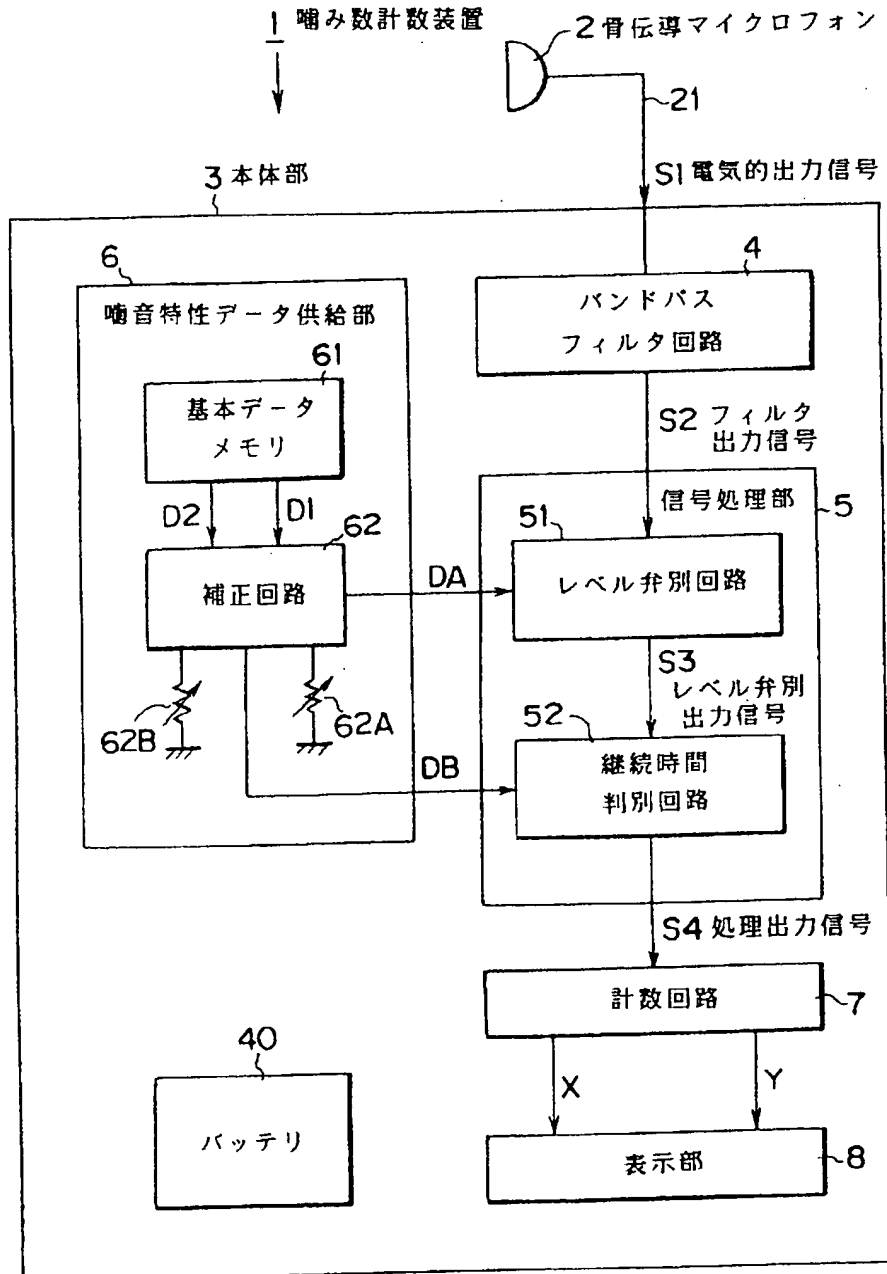 1 噛み数計数装置
2 骨伝導マイクロフォン
21
S1 電気的出力信号
3 本体部
4
バンドパス
フィルタ回路
6
噛音特性データ供給部
61
基本データ
メモリ
D2
D1
62
補正回路
62B
62A
DA
DB
S2 フィルタ
出力信号
信号処理部
5
51
レベル弁別回路
S3
レベル弁別
出力信号
52
継続時間
判別回路
S4 処理出力信号
計数回路
7
X
Y
40
バッテリ
表示部
8